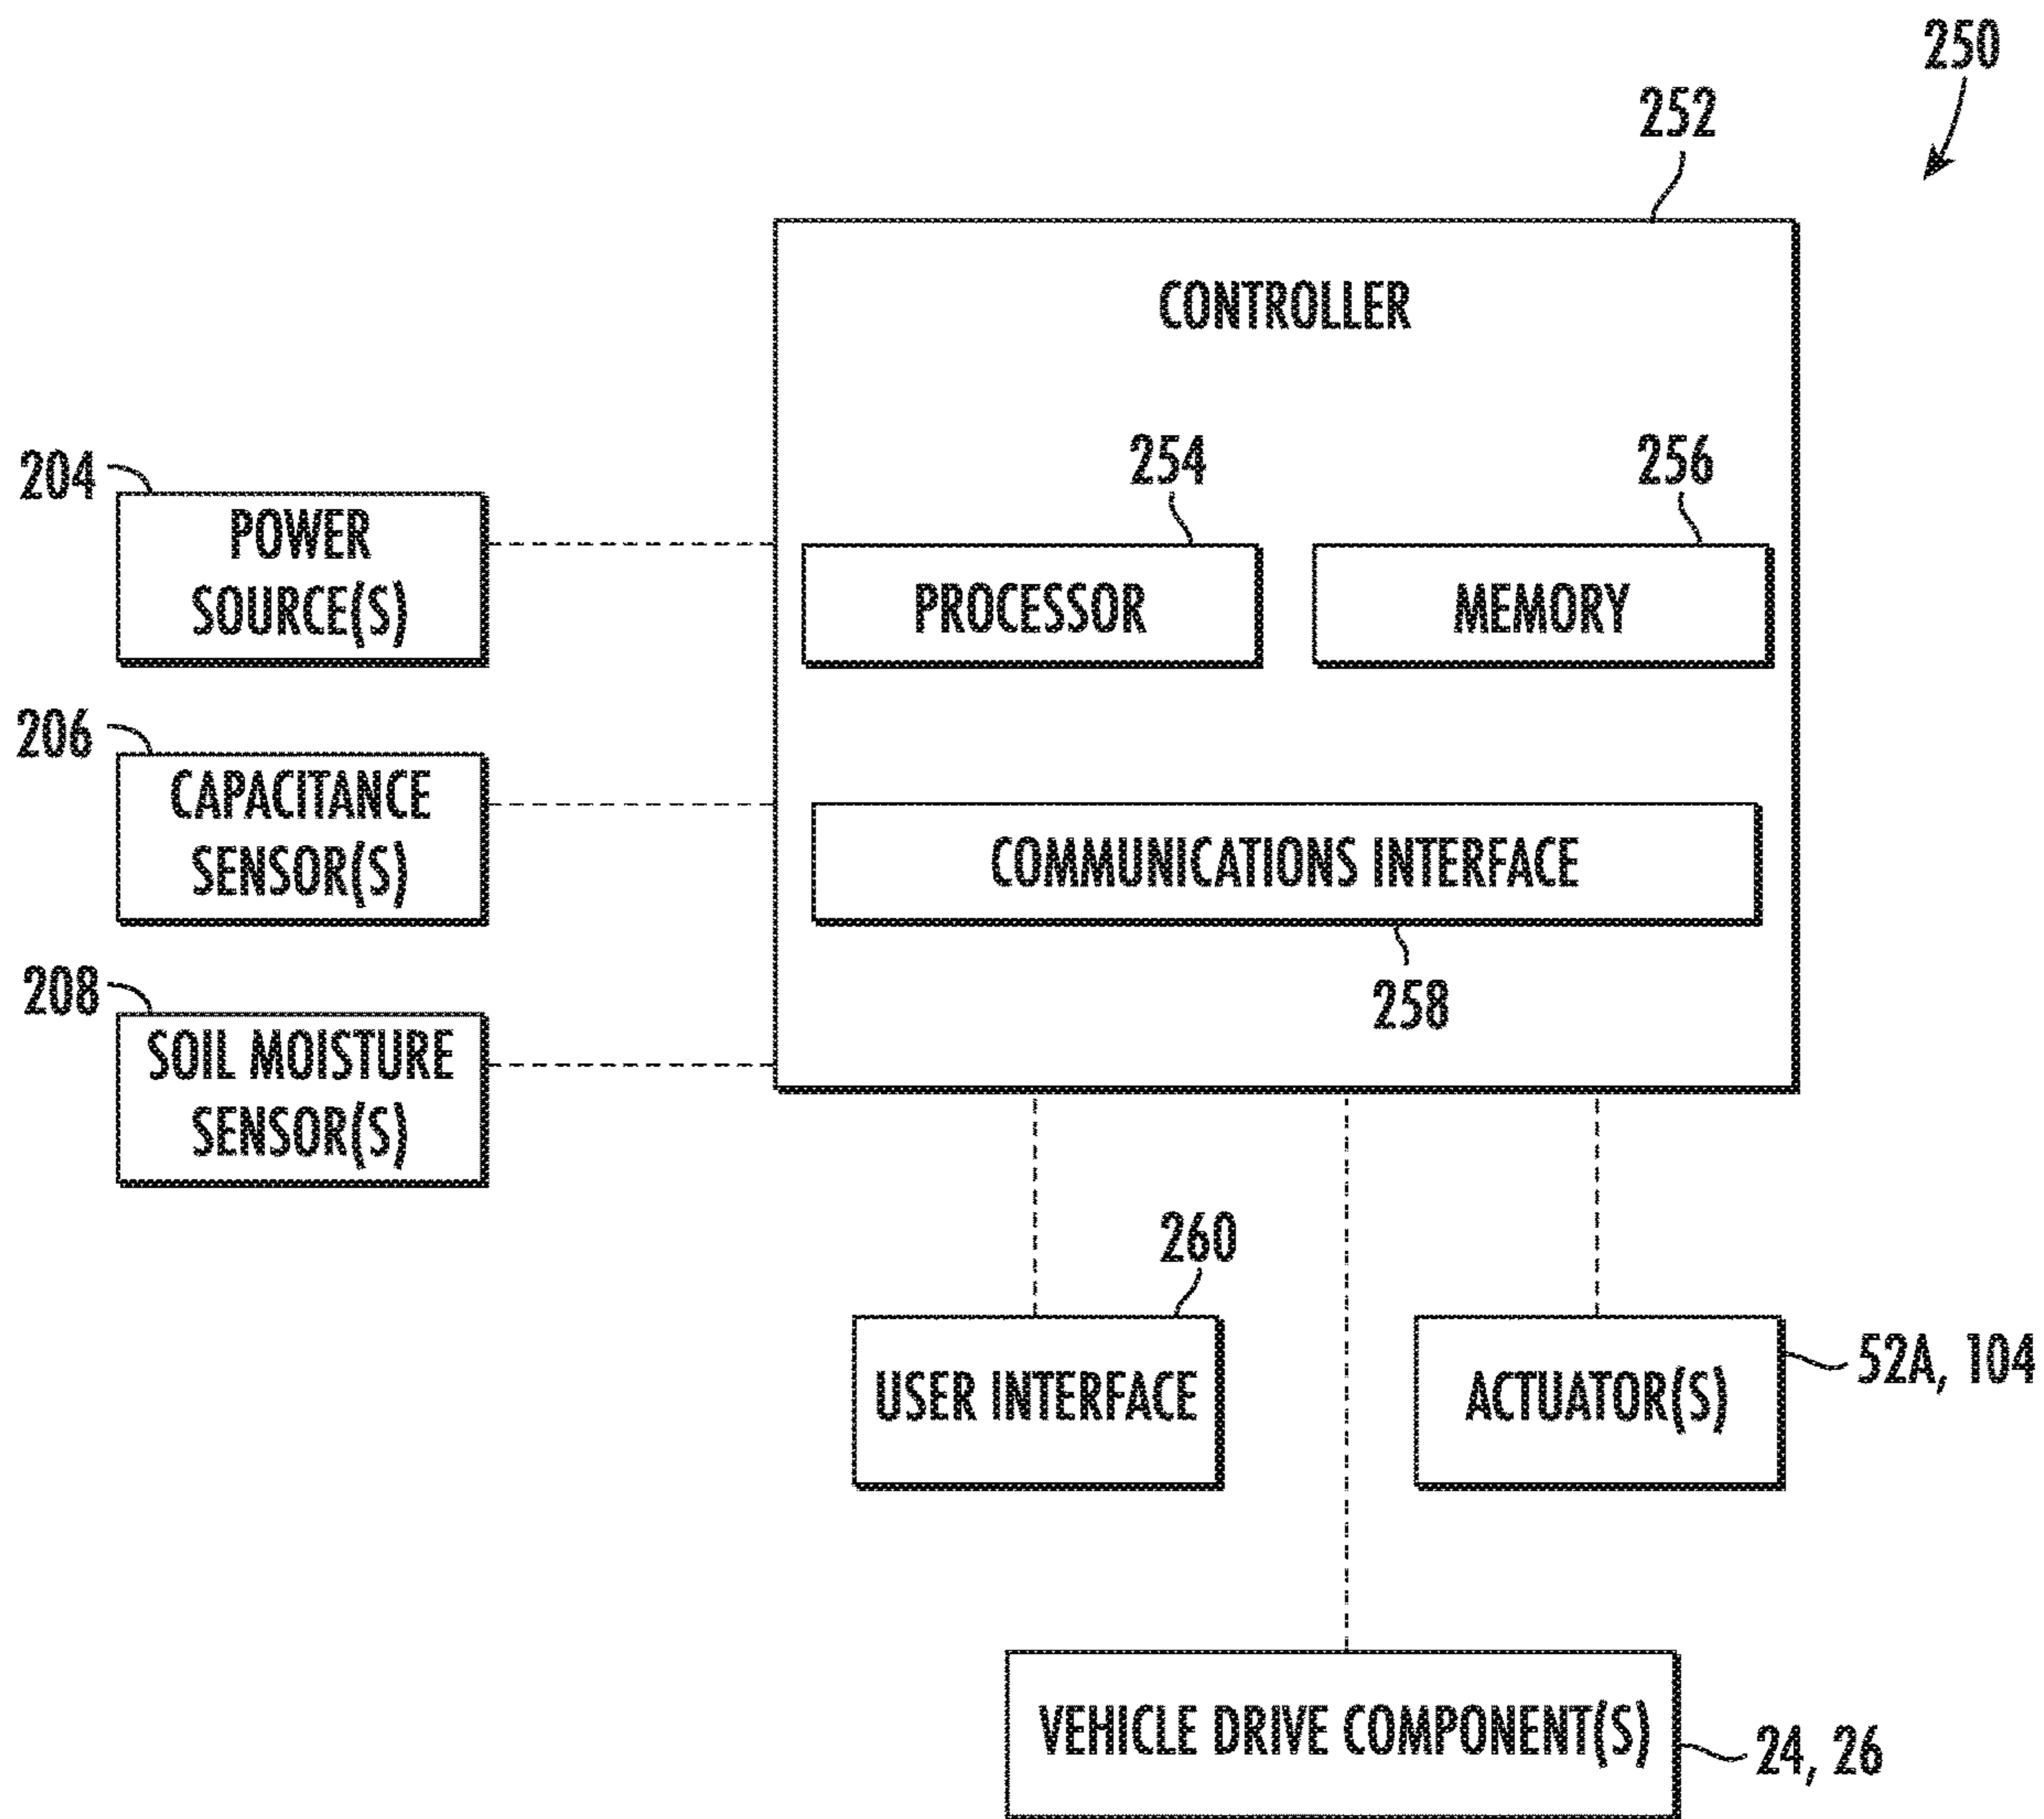 250
252
CONTROLLER
254
256
204
POWER
SOURCE(S)
PROCESSOR
MEMORY
206
CAPACITANCE
SENSOR(S)
COMMUNICATIONS INTERFACE
258
208
SOIL MOISTURE
SENSOR(S)
260
USER INTERFACE
ACTUATOR(S)
52A, 104
VEHICLE DRIVE COMPONENT(S)
24, 26